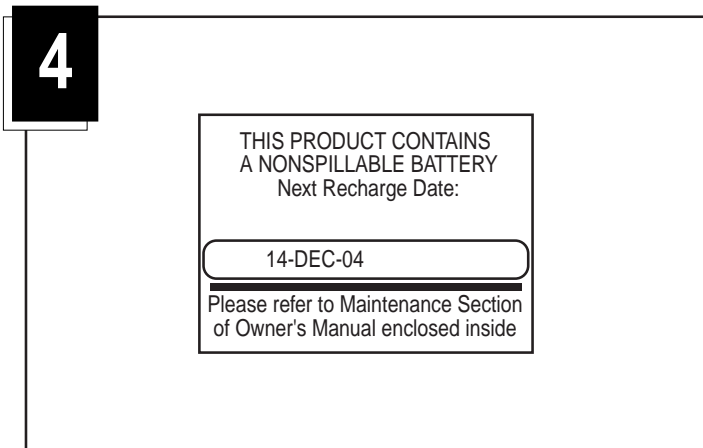 4
THIS PRODUCT CONTAINS
A NONSPILLABLE BATTERY
Next Recharge Date:
14-DEC-04
Please refer to Maintenance Section
of Owner's Manual enclosed inside